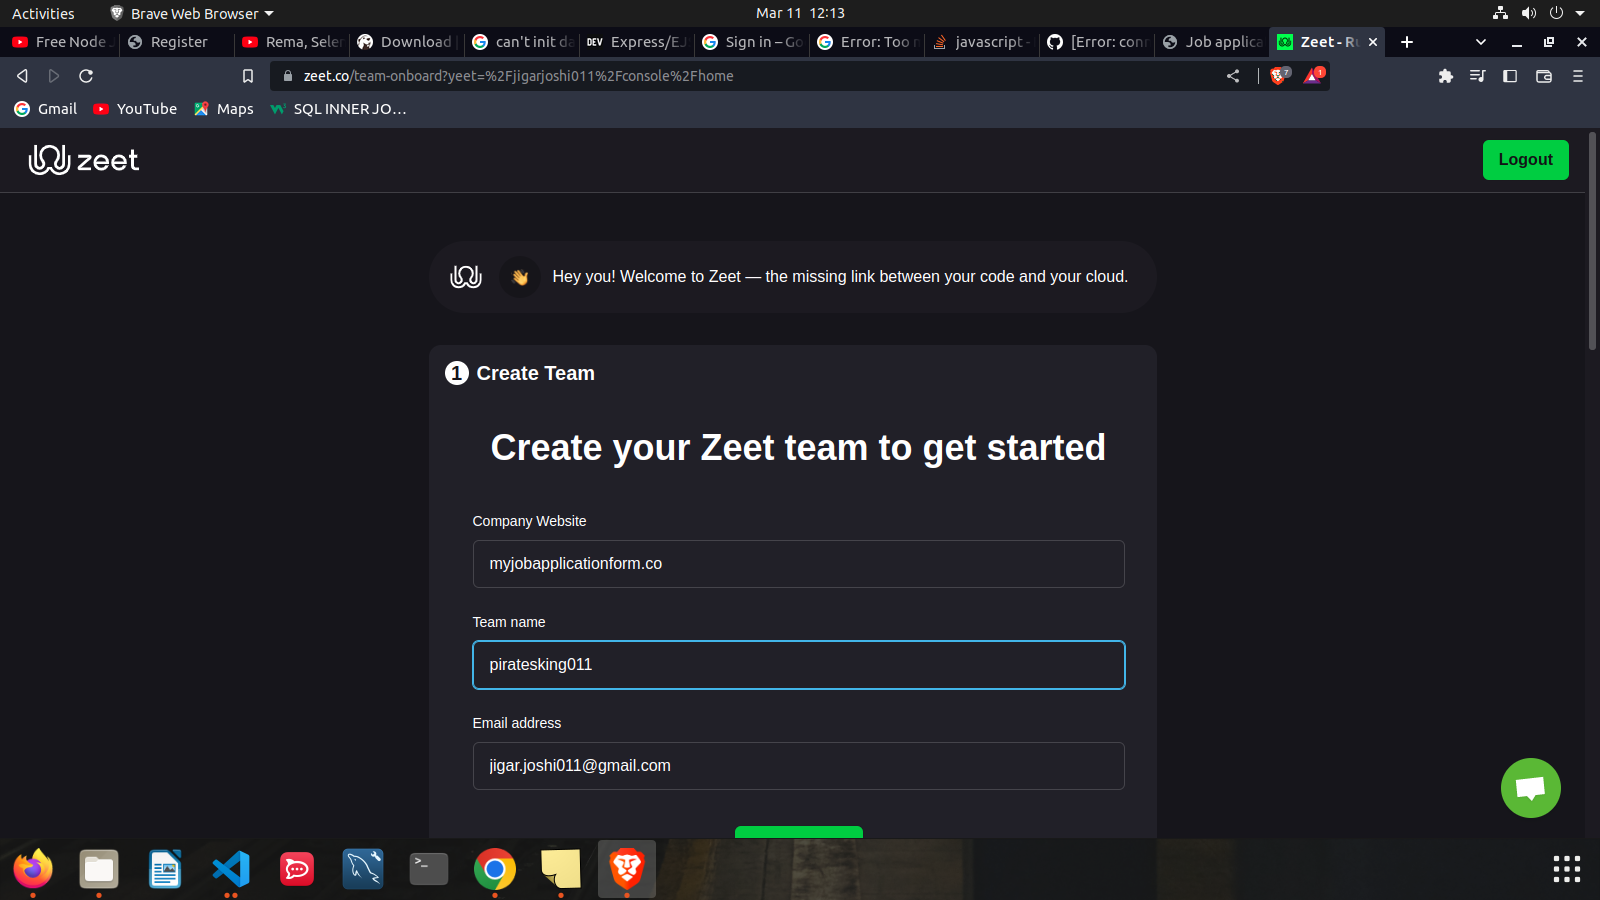 Activities
Brave Web Browser
Mar 11 12:13
Free Node
Register
Rema, Seler
Download
can't init da
DEV Express/EJ
Sign in – Go
Error: Too m
javascript -
[Error: conn
Job applica
Zeet - Ru
zeet.co/team-onboard?yeet=%2Fjigarjoshi011%2Fconsole%2Fhome
7
1
Gmail
YouTube
Maps
SQL INNER JO…
zeet
Logout
Hey you! Welcome to Zeet — the missing link between your code and your cloud.
1 Create Team
Create your Zeet team to get started
Company Website
myjobapplicationform.co
Team name
piratesking011
Email address
jigar.joshi011@gmail.com